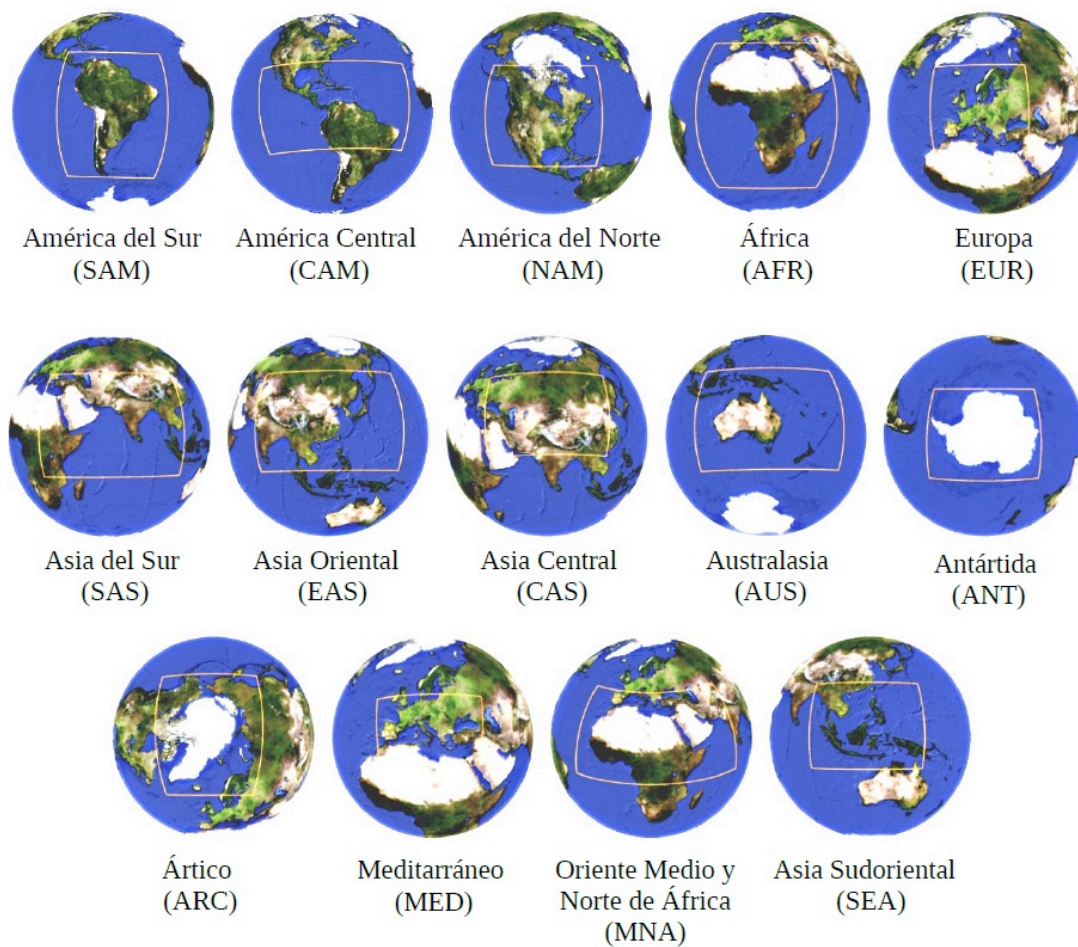 América del Sur
(SAM)
América Central
(CAM)
América del Norte
(NAM)
África
(AFR)
Europa
(EUR)
Asia del Sur
(SAS)
Asia Oriental
(EAS)
Asia Central
(CAS)
Australasia
(AUS)
Antártida
(ANT)
Ártico
(ARC)
Meditarráneo
(MED)
Oriente Medio y
Norte de África
(MNA)
Asia Sudoriental
(SEA)